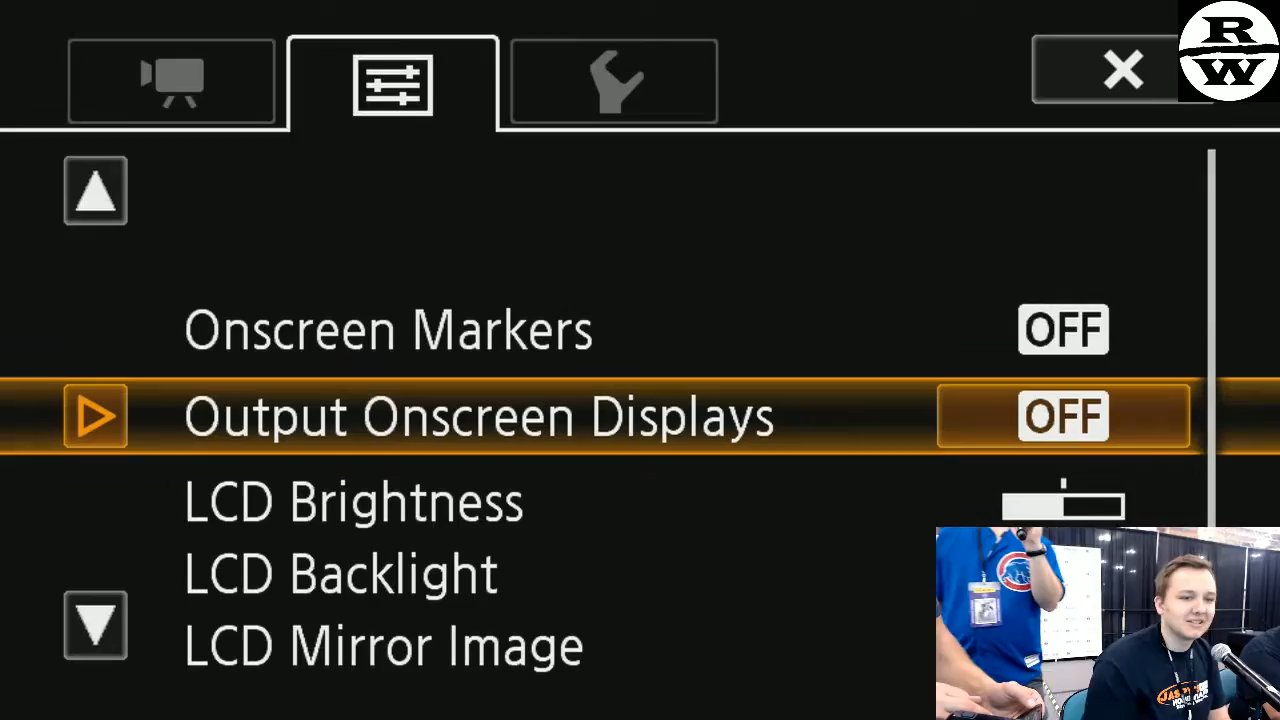 R
W
Onscreen Markers OFF
Output Onscreen Displays OFF
LCD Brightness
LCD Backlight
LCD Mirror Image